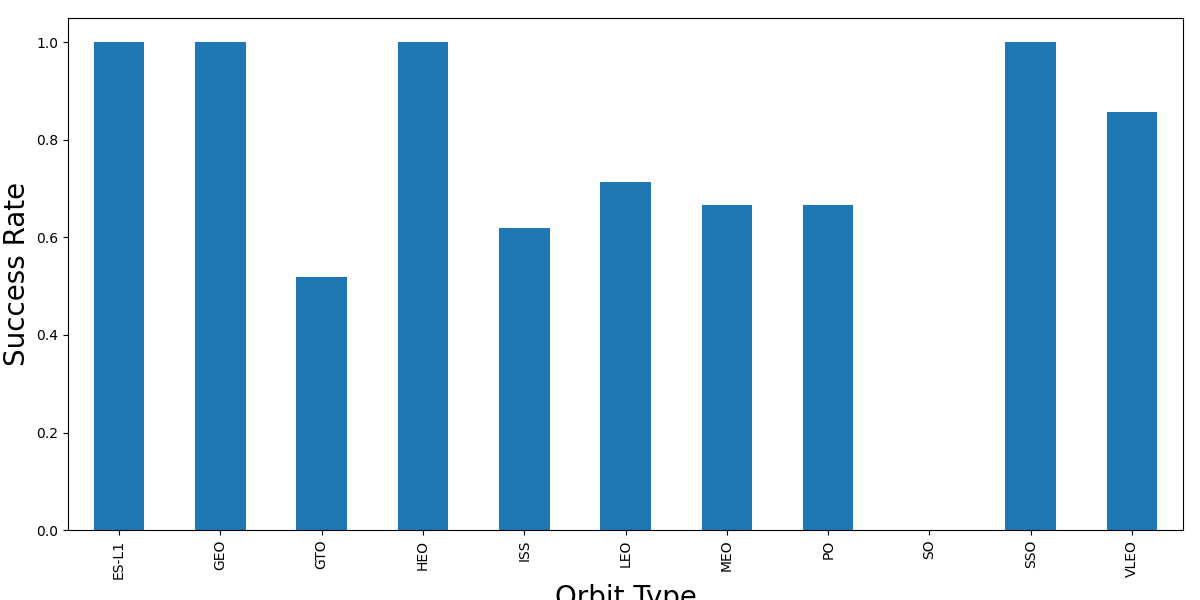 Success Rate
1.0
0.8
0.6
0.4
0.2
0.0
ES-L1
GEO
GTO
HEO
ISS
LEO
MEO
PO
SO
SSO
VLEO
Orbit Type